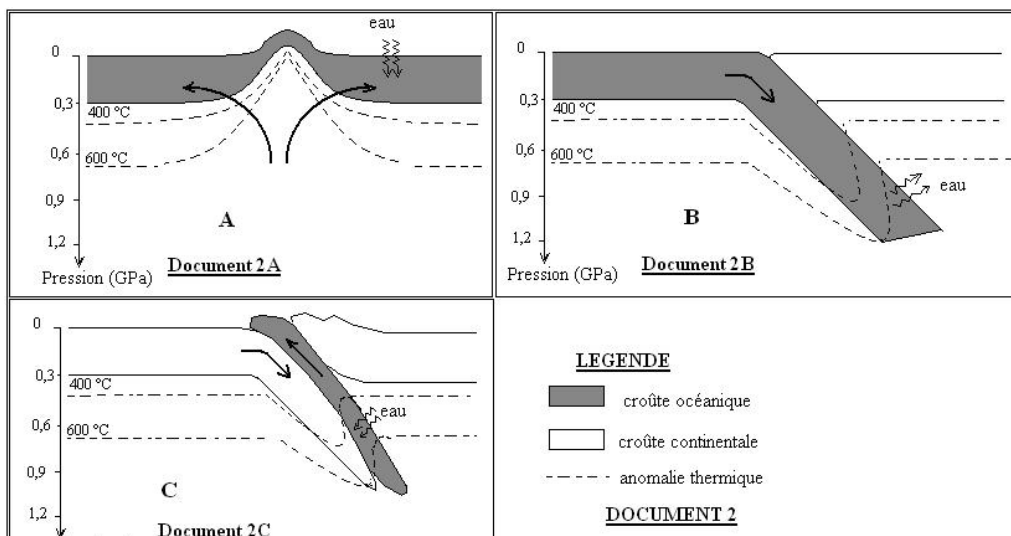 eau
0
0,3
400 °C
0,6
600 °C
0,9
A
1,2
Document 2A
Pression (GPa)
0
0,3
400 °C
0,6
600 °C
0,9
eau
B
1,2
Document 2B
Pression (GPa)
0
0,3
400 °C
eau
0,6
600 °C
0,9
C
1,2
Document 2C
LEGENDE
croûte océanique
croûte continentale
anomalie thermique
DOCUMENT 2